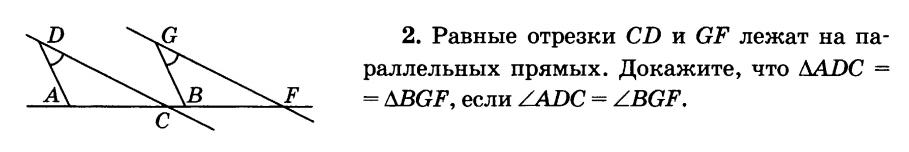 D
G
A
B
F
C
2. Равные отрезки CD и GF лежат на па-
раллельных прямых. Докажите, что ΔADC =
= ΔBGF, если ∠ADC = ∠BGF.